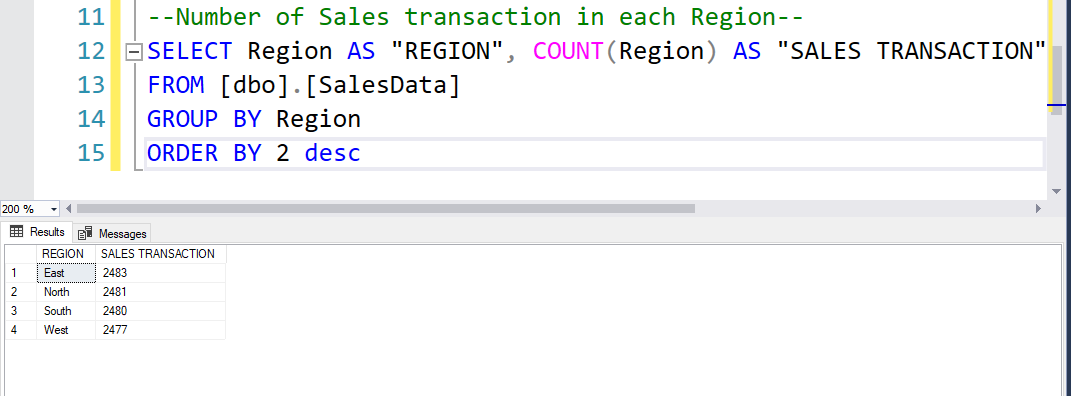 11 --Number of Sales transaction in each Region--
12 SELECT Region AS "REGION", COUNT(Region) AS "SALES TRANSACTION"
13 FROM [dbo].[SalesData]
14 GROUP BY Region
15 ORDER BY 2 desc
200 %
Results Messages
REGION SALES TRANSACTION
1 East 2483
2 North 2481
3 South 2480
4 West 2477